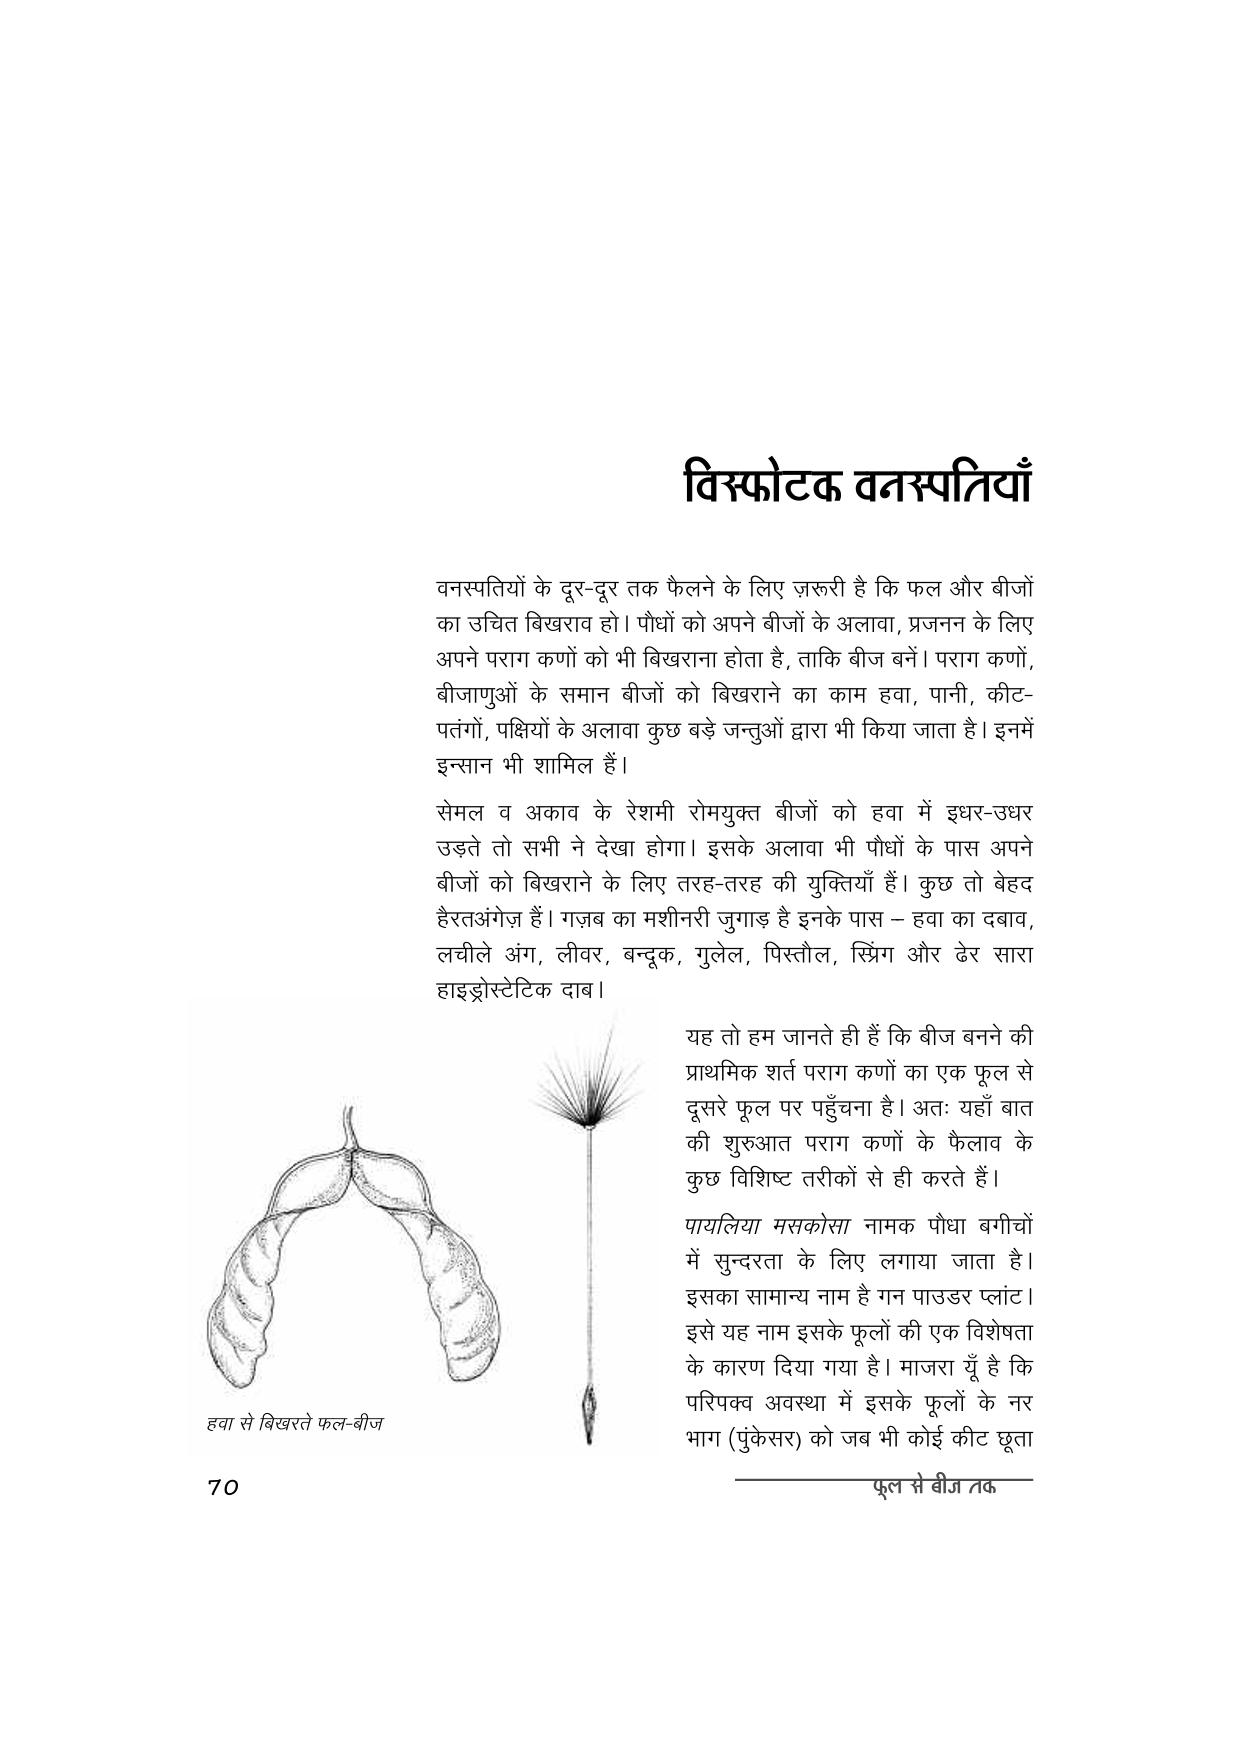 विस्फोटक वनस्पतियाँ
वनस्पतियों के दूर-दूर तक फैलने के लिए ज़रूरी है कि फल और बीजों
का उचित बिखराव हो। पौधों को अपने बीजों के अलावा, प्रजनन के लिए
अपने पराग कणों को भी बिखराना होता है, ताकि बीज बनें। पराग कणों,
बीजाणुओं के समान बीजों को बिखराने का काम हवा, पानी, कीट-
पतंगों, पक्षियों के अलावा कुछ बड़े जन्तुओं द्वारा भी किया जाता है। इनमें
इन्सान भी शामिल हैं।
सेमल व अकाव के रेशमी रोमयुक्त बीजों को हवा में इधर-उधर
उड़ते तो सभी ने देखा होगा। इसके अलावा भी पौधों के पास अपने
बीजों को बिखराने के लिए तरह-तरह की युक्तियाँ हैं। कुछ तो बेहद
हैरतअंगेज़ हैं। गज़ब का मशीनरी जुगाड़ है इनके पास – हवा का दबाव,
लचीले अंग, लीवर, बन्दूक, गुलेल, पिस्तौल, स्प्रिंग और ढेर सारा
हाइड्रोस्टेटिक दाब।
यह तो हम जानते ही हैं कि बीज बनने की
प्राथमिक शर्त पराग कणों का एक फूल से
दूसरे फूल पर पहुँचना है। अतः यहाँ बात
की शुरुआत पराग कणों के फैलाव के
कुछ विशिष्ट तरीकों से ही करते हैं।
पायलिया मसकोसा नामक पौधा बगीचों
में सुन्दरता के लिए लगाया जाता है।
इसका सामान्य नाम है गन पाउडर प्लांट।
इसे यह नाम इसके फूलों की एक विशेषता
के कारण दिया गया है। माजरा यूँ है कि
परिपक्व अवस्था में इसके फूलों के नर
भाग (पुंकेसर) को जब भी कोई कीट छूता
हवा से बिखरते फल-बीज
70
फूल से बीज तक